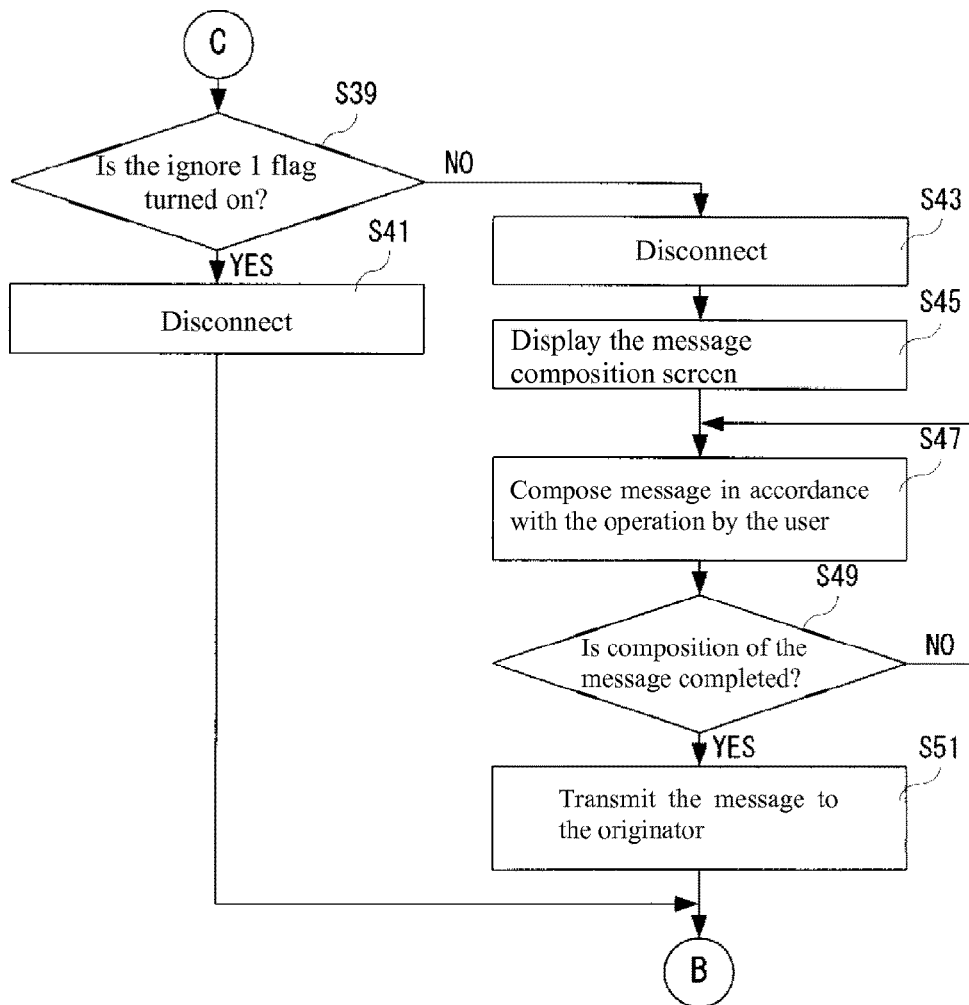 C
S39
Is the ignore 1 flag
turned on?
NO
YES
S41
Disconnect
S43
Disconnect
S45
Display the message
composition screen
S47
Compose message in accordance
with the operation by the user
S49
Is composition of the
message completed?
NO
YES
S51
Transmit the message to
the originator
B